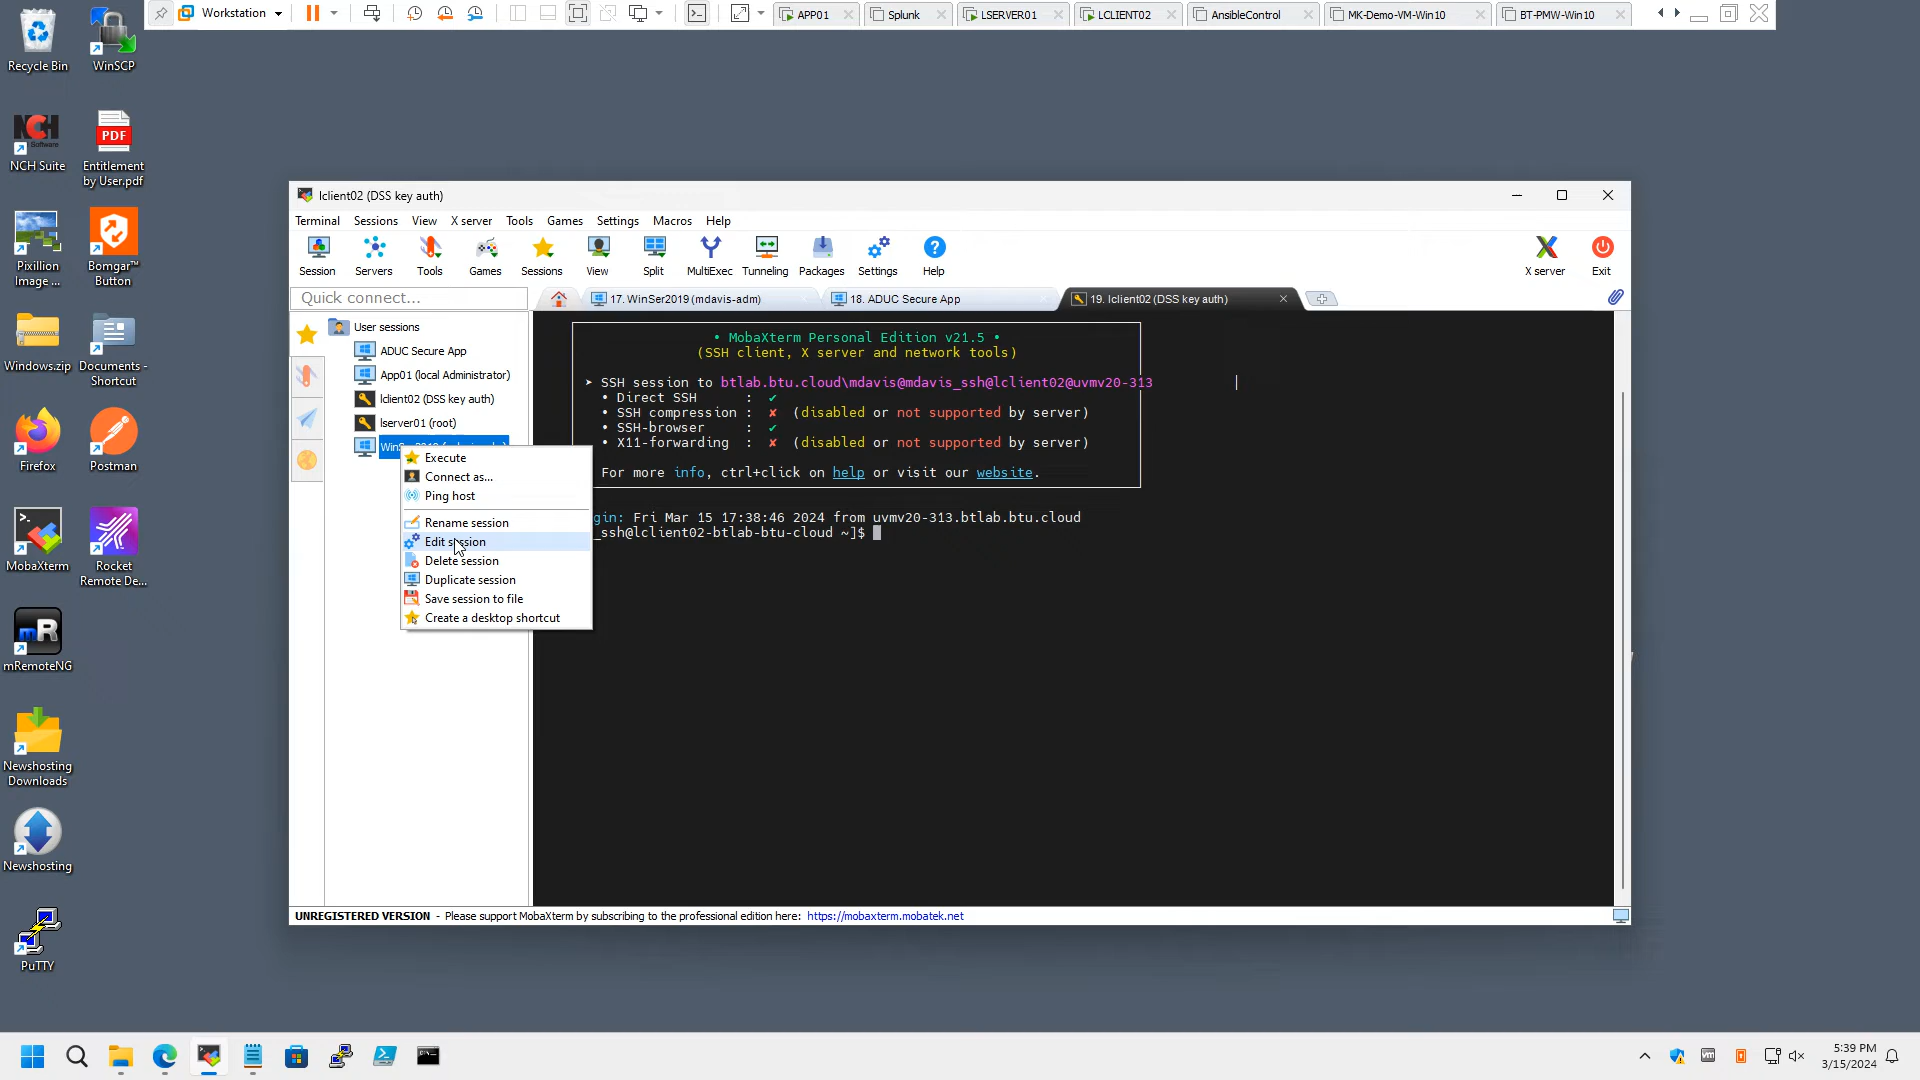 Workstation
APP01
Splunk
LSERVER01
LCLIENT02
AnsibleControl
MK-Demo-VM-Win10
BT-PMW-Win10
Recycle Bin
WinSCP
NCH Suite
Entitlement
by User.pdf
Pixillion
Image ...
Bomgar™
Button
Windows.zip
Documents -
Shortcut
Firefox
Postman
MobaXterm
Rocket
Remote De...
mRemoteNG
Newshosting
Downloads
Newshosting
PuTTY
lclient02 (DSS key auth)
Terminal Sessions View X server Tools Games Settings Macros Help
Session Servers Tools Games Sessions View Split MultiExec Tunneling Packages Settings Help X server Exit
Quick connect...
17. WinSer2019 (mdavis-adm)
18. ADUC Secure App
19. lclient02 (DSS key auth)
User sessions
ADUC Secure App
App01 (local Administrator)
lclient02 (DSS key auth)
lserver01 (root)
Execute
Connect as...
Ping host
Rename session
Edit session
Delete session
Duplicate session
Save session to file
Create a desktop shortcut
• MobaXterm Personal Edition v21.5 •
(SSH client, X server and network tools)
➤ SSH session to btlab.btu.cloud\mdavis@mdavis_ssh@lclient02@uvmv20-313
• Direct SSH : ✔
• SSH compression : ✘ (disabled or not supported by server)
• SSH-browser : ✔
• X11-forwarding : ✘ (disabled or not supported by server)
For more info, ctrl+click on help or visit our website.
gin: Fri Mar 15 17:38:46 2024 from uvmv20-313.btlab.btu.cloud
_ssh@lclient02-btlab-btu-cloud ~]$
UNREGISTERED VERSION - Please support MobaXterm by subscribing to the professional edition here: https://mobaxterm.mobatek.net
5:39 PM
3/15/2024